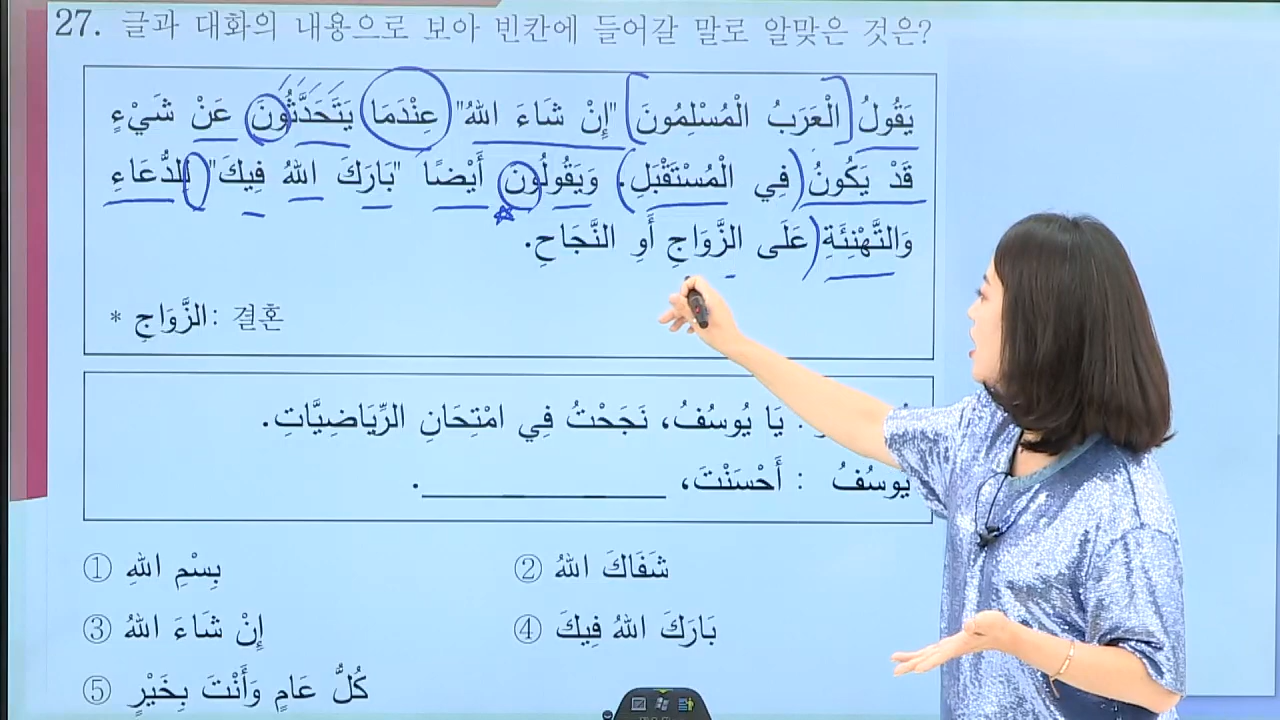 27. 글과 대화의 내용으로 보아 빈칸에 들어갈 말로 알맞은 것은?
يَقُولُ الْعَرَبُ الْمُسْلِمُونَ "إِنْ شَاءَ اللهُ" عِنْدَمَا يَتَحَدَّثُونَ عَنْ شَيْءٍ
قَدْ يَكُونُ فِي الْمُسْتَقْبَلِ. وَيَقُولُونَ أَيْضًا "بَارَكَ اللهُ فِيكَ" لِلدُّعَاءِ
وَالتَّهْنِئَةِ عَلَى الزَّوَاجِ أَوِ النَّجَاحِ.
* الزَّوَاجِ: 결혼
: يَا يُوسُفُ، نَجَحْتُ فِي امْتِحَانِ الرِّيَاضِيَّاتِ.
يُوسُفُ : أَحْسَنْتَ، ____________.
① بِسْمِ اللهِ
② شَفَاكَ اللهُ
③ إِنْ شَاءَ اللهُ
④ بَارَكَ اللهُ فِيكَ
⑤ كُلُّ عَامٍ وَأَنْتَ بِخَيْرٍ